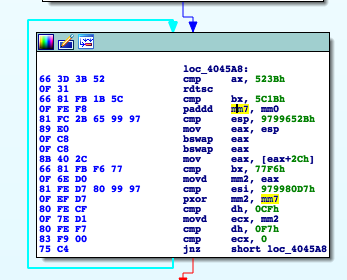 loc_4045A8:
66 3D 3B 52 cmp ax, 523Bh
0F 31 rdtsc
66 81 FB 1B 5C cmp bx, 5C1Bh
0F FE F8 paddd mm7, mm0
81 FC 2B 65 99 97 cmp esp, 9799652Bh
89 E0 mov eax, esp
0F C8 bswap eax
0F C8 bswap eax
8B 40 2C mov eax, [eax+2Ch]
66 81 FB F6 77 cmp bx, 77F6h
0F 6E D0 movd mm2, eax
81 FE D7 80 99 97 cmp esi, 979980D7h
0F EF D7 pxor mm2, mm7
80 FE CF cmp dh, 0CFh
0F 7E D1 movd ecx, mm2
80 FE F7 cmp dh, 0F7h
83 F9 00 cmp ecx, 0
75 C4 jnz short loc_4045A8